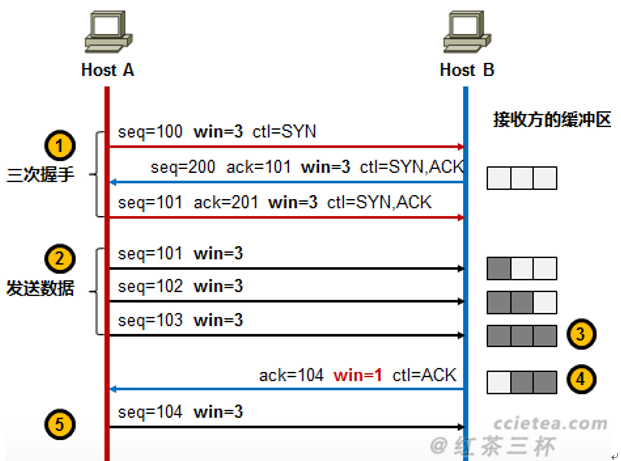 Host A
Host B
接收方的缓冲区
seq=100 win=3 ctl=SYN
1
三次握手
seq=200 ack=101 win=3 ctl=SYN,ACK
seq=101 ack=201 win=3 ctl=SYN,ACK
2
发送数据
seq=101 win=3
seq=102 win=3
seq=103 win=3
3
ack=104 win=1 ctl=ACK
4
5
seq=104 win=3
ccietea.com
@红茶三杯